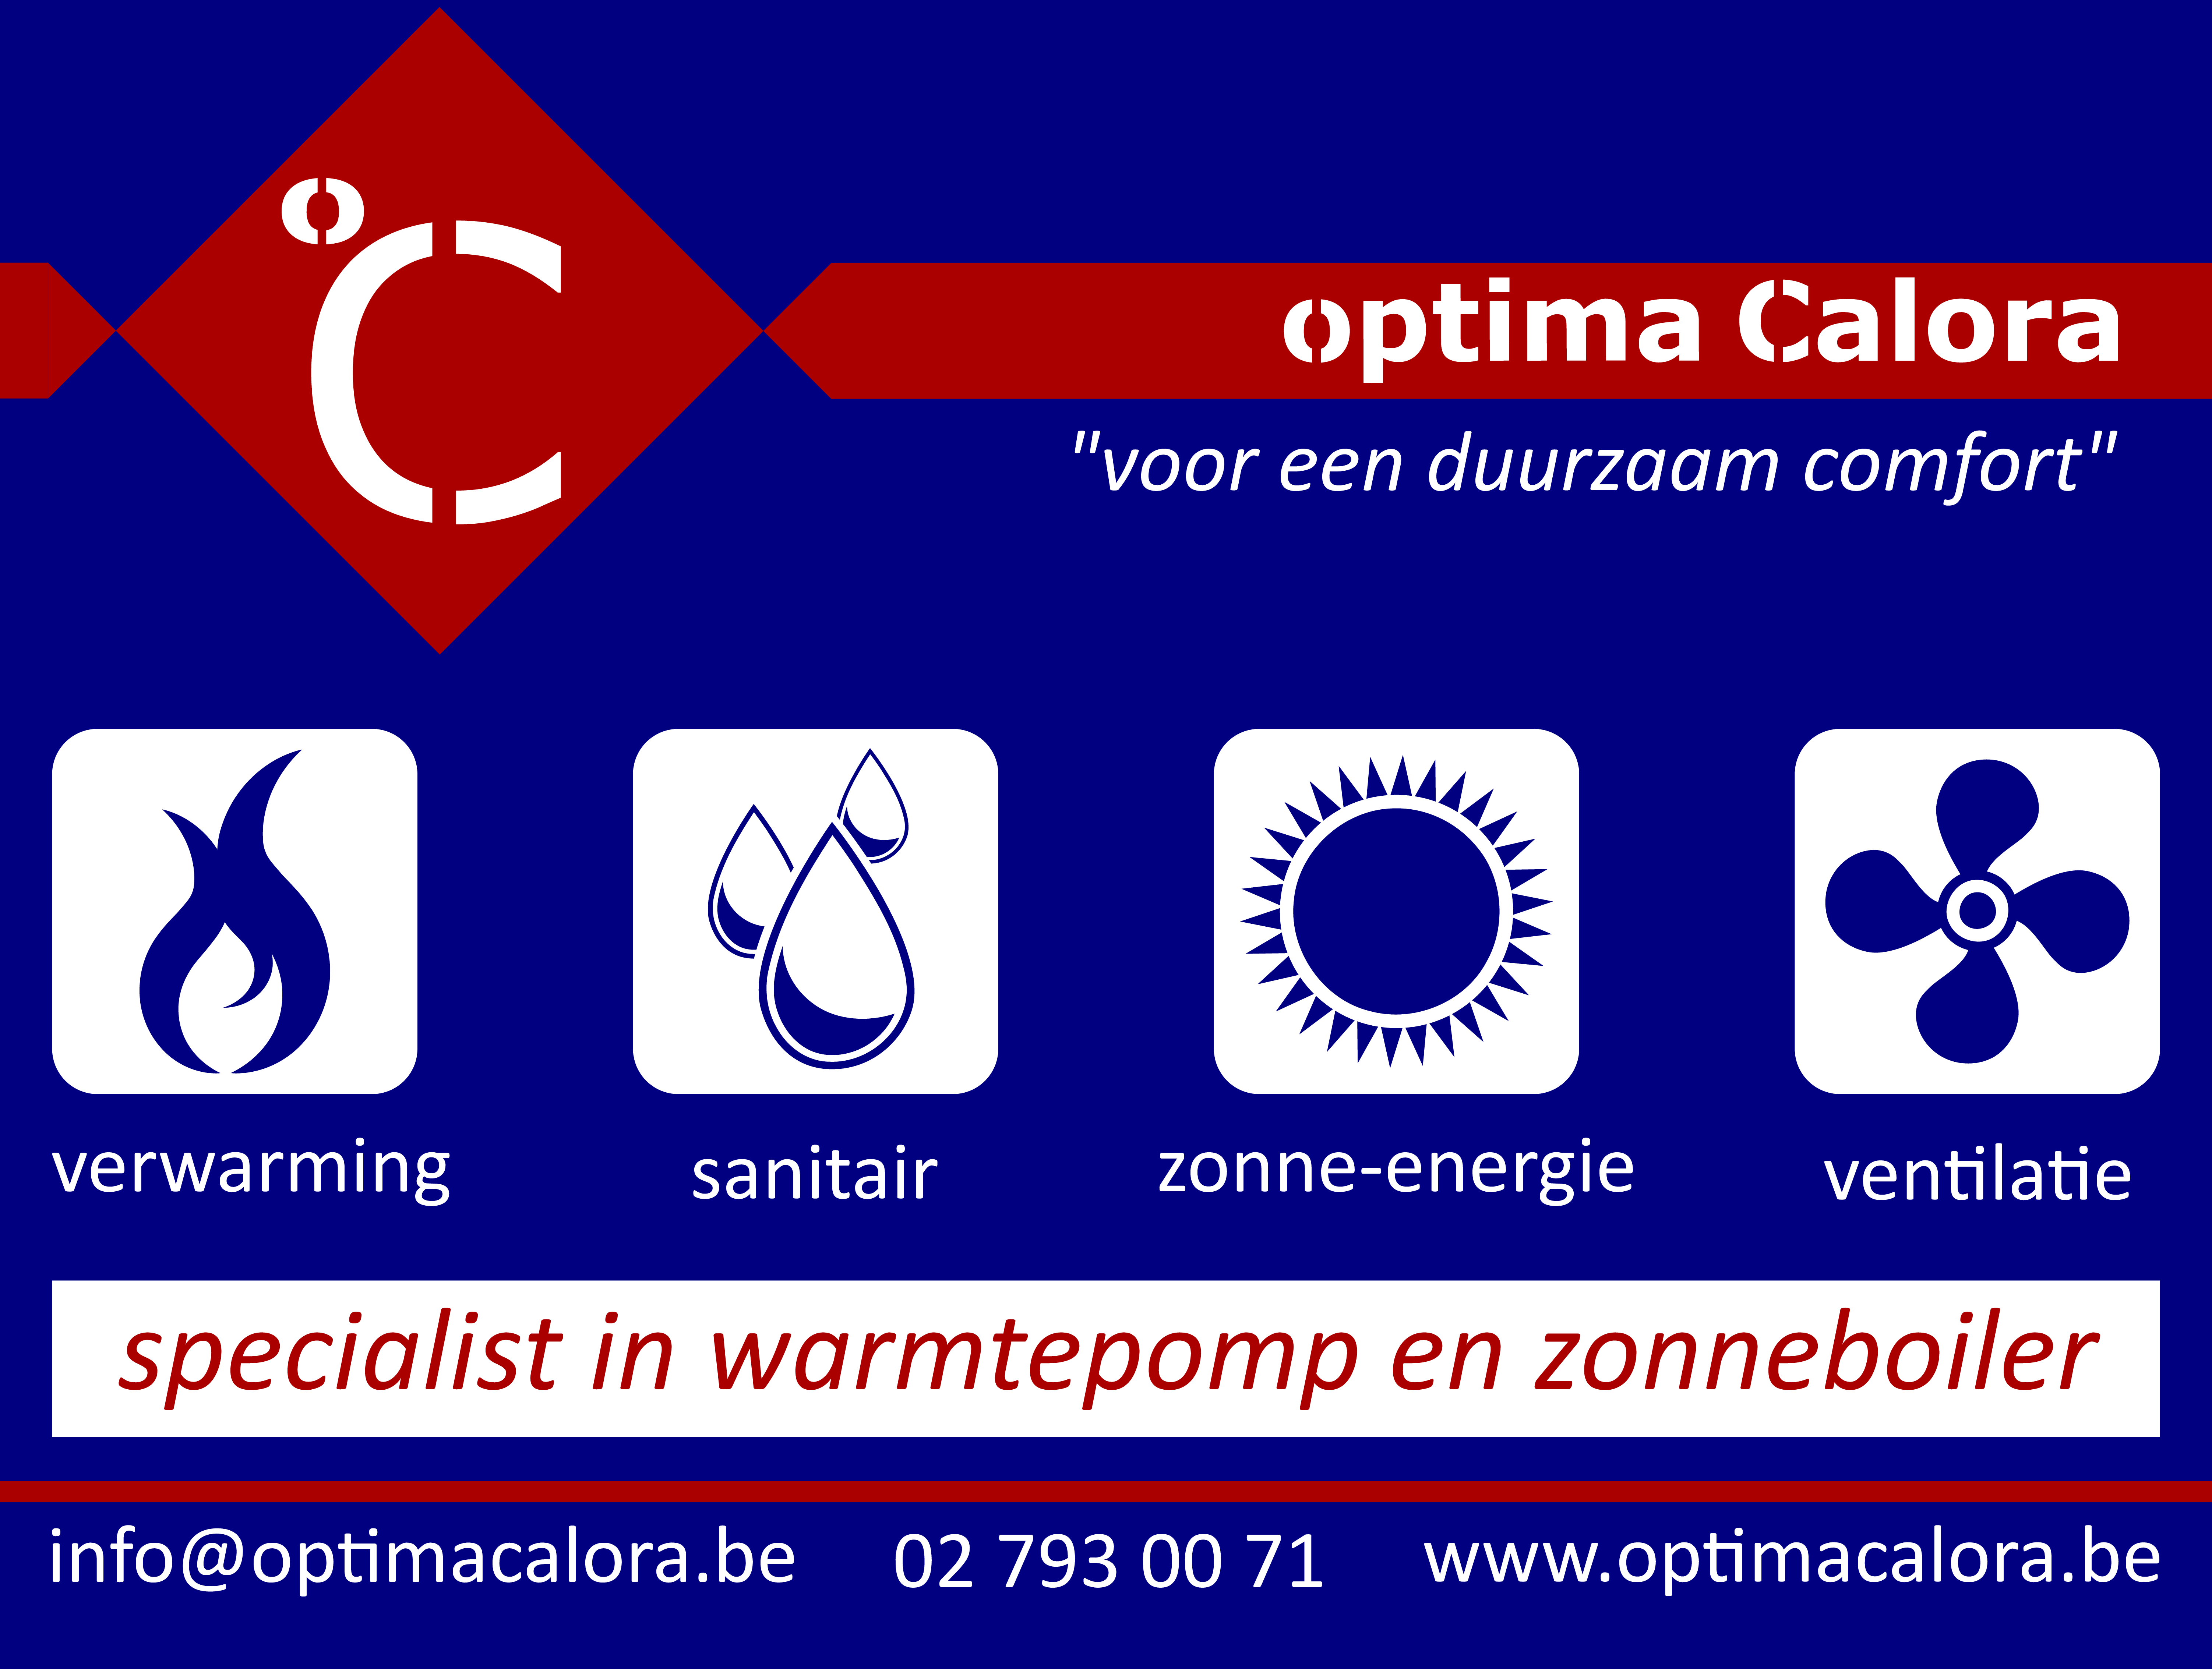 °C
optima Calora
"voor een duurzaam comfort"
verwarming sanitair zonne-energie ventilatie
specialist in warmtepomp en zonneboiler
info@optimacalora.be 02 793 00 71 www.optimacalora.be